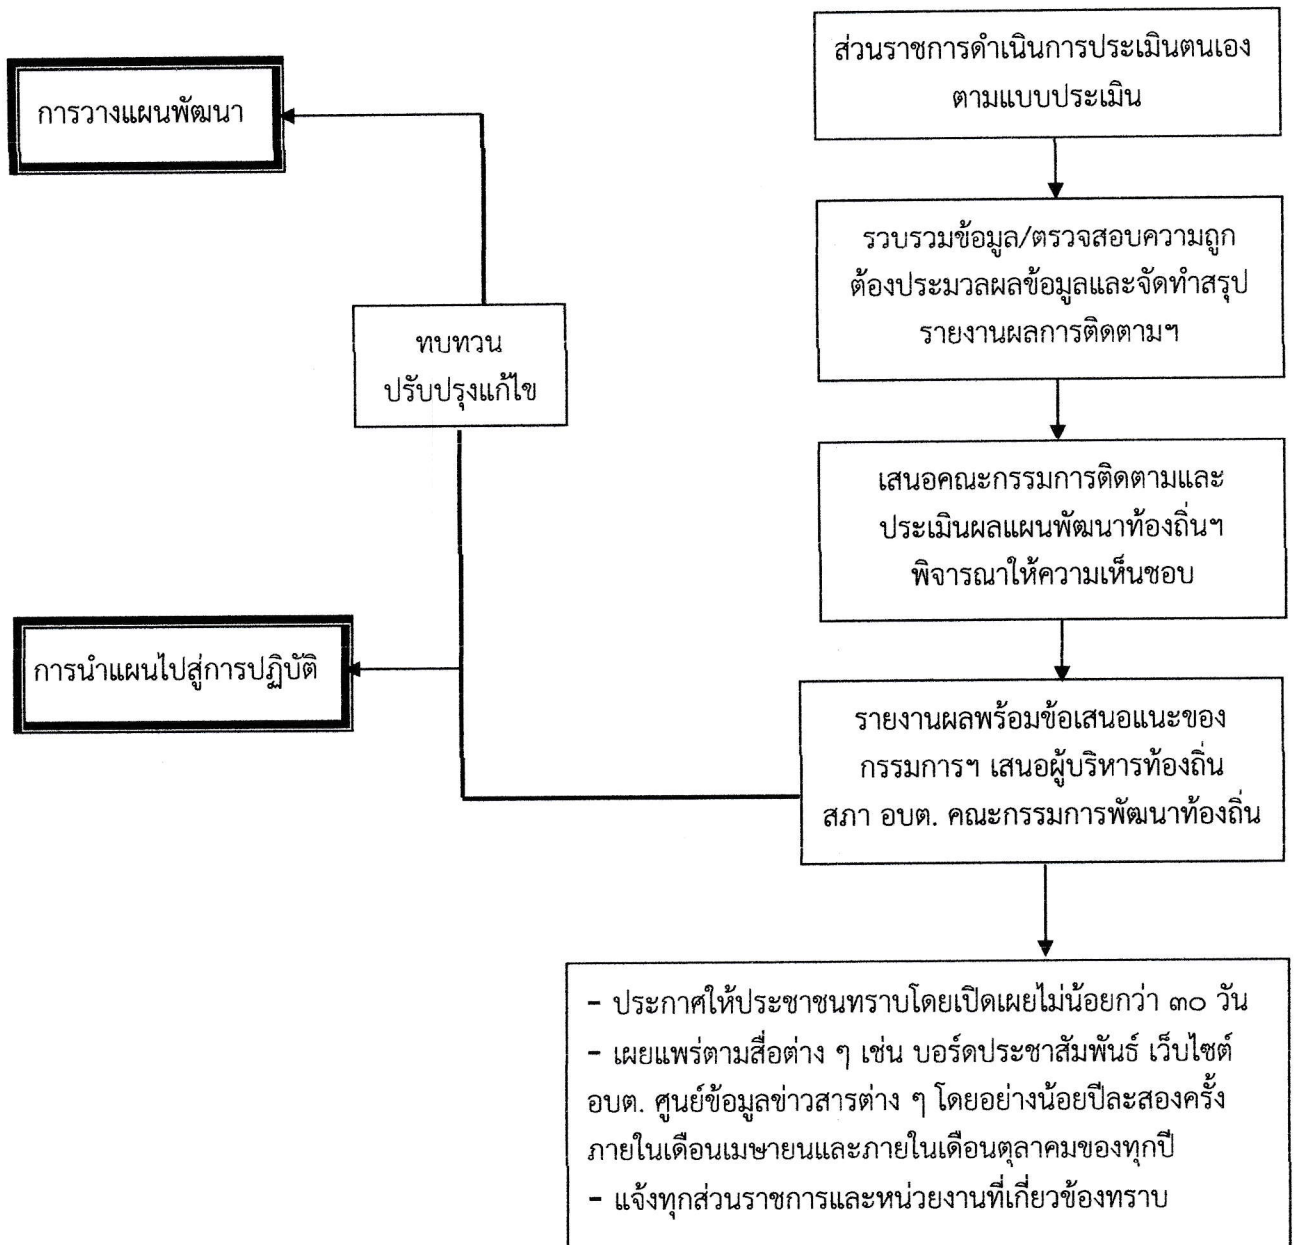 ส่วนราชการดำเนินการประเมินตนเอง
ตามแบบประเมิน
การวางแผนพัฒนา
รวบรวมข้อมูล/ตรวจสอบความถูก
ต้องประมวลผลข้อมูลและจัดทำสรุป
รายงานผลการติดตามฯ
ทบทวน
ปรับปรุงแก้ไข
เสนอคณะกรรมการติดตามและ
ประเมินผลแผนพัฒนาท้องถิ่นฯ
พิจารณาให้ความเห็นชอบ
การนำแผนไปสู่การปฏิบัติ
รายงานผลพร้อมข้อเสนอแนะของ
กรรมการฯ เสนอผู้บริหารท้องถิ่น
สภา อบต. คณะกรรมการพัฒนาท้องถิ่น
- ประกาศให้ประชาชนทราบโดยเปิดเผยไม่น้อยกว่า ๓๐ วัน
- เผยแพร่ตามสื่อต่าง ๆ เช่น บอร์ดประชาสัมพันธ์ เว็บไซต์
อบต. ศูนย์ข้อมูลข่าวสารต่าง ๆ โดยอย่างน้อยปีละสองครั้ง
ภายในเดือนเมษายนและภายในเดือนตุลาคมของทุกปี
- แจ้งทุกส่วนราชการและหน่วยงานที่เกี่ยวข้องทราบ